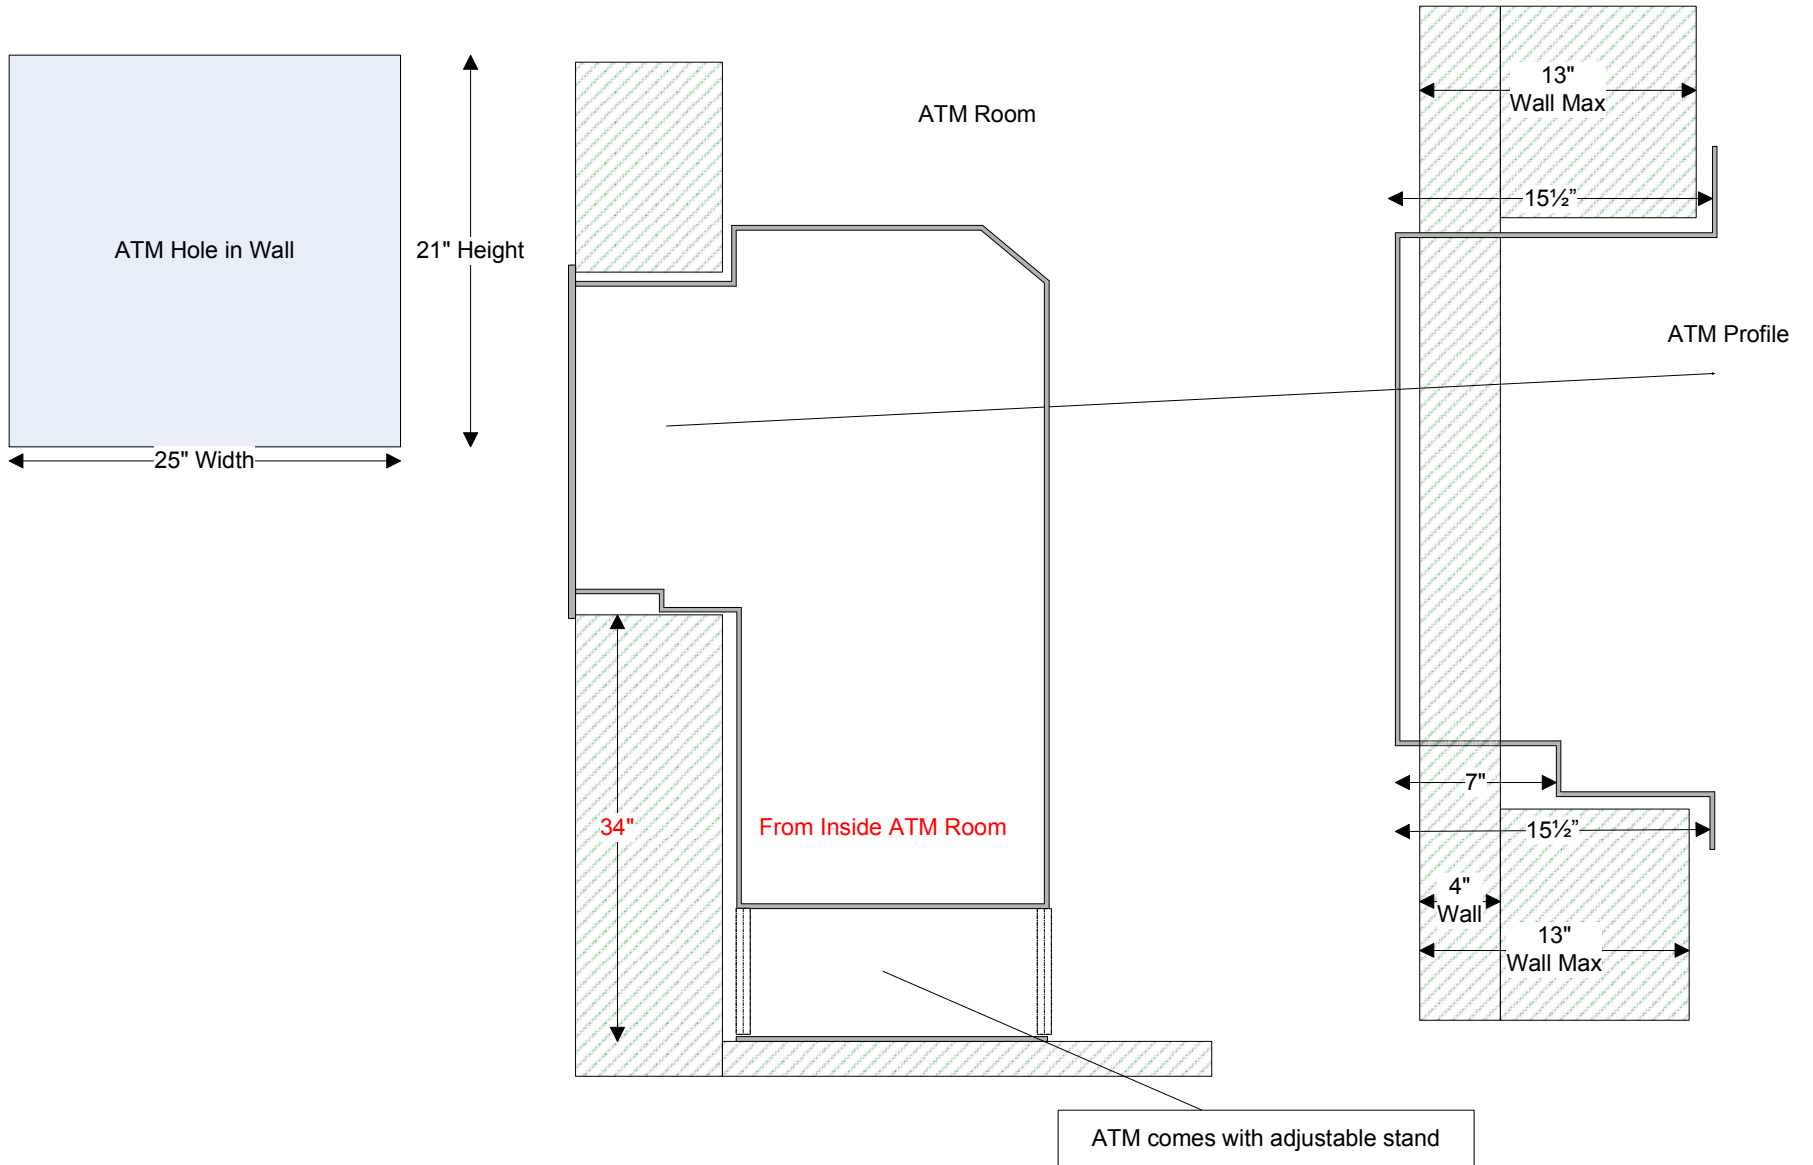 ATM Hole in Wall
21" Height
25" Width
ATM Room
34"
From Inside ATM Room
ATM comes with adjustable stand
13"
Wall Max
15½”
ATM Profile
7"
15½”
4"
Wall
13"
Wall Max